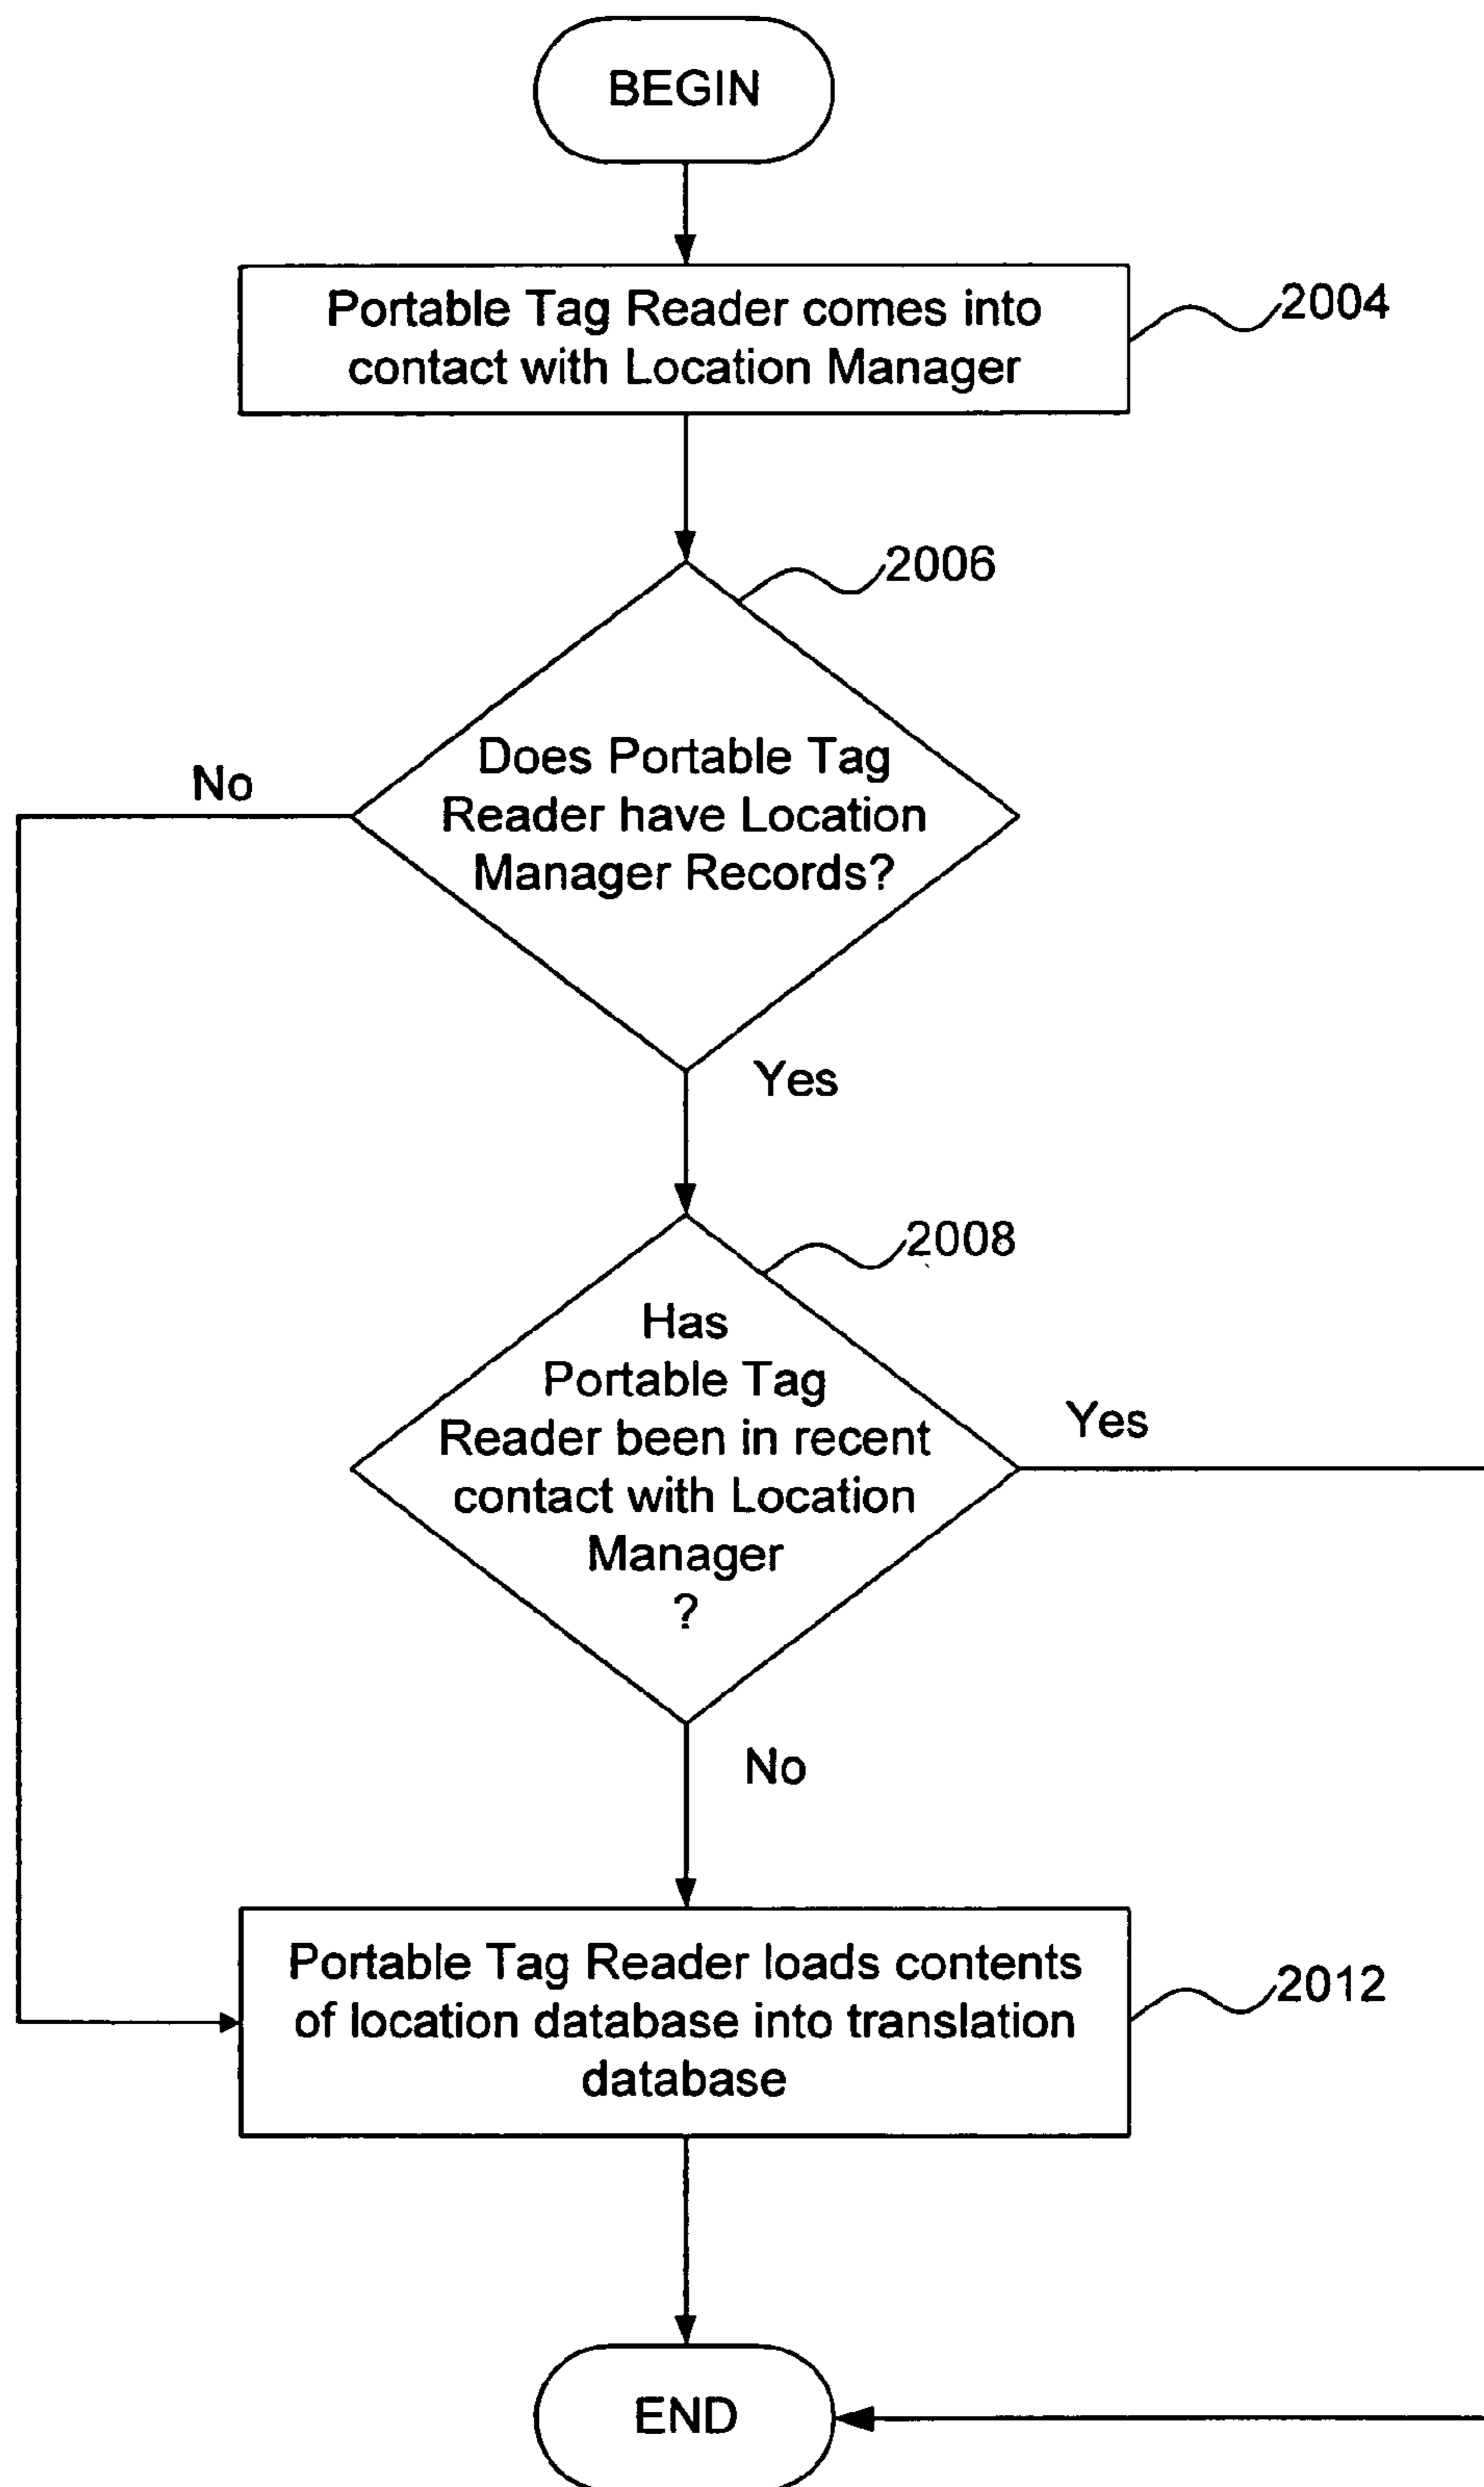 BEGIN
Portable Tag Reader comes into
contact with Location Manager
2004
2006
Does Portable Tag
Reader have Location
Manager Records?
No
Yes
2008
Has
Portable Tag
Reader been in recent
contact with Location
Manager
?
Yes
No
Portable Tag Reader loads contents
of location database into translation
database
2012
END